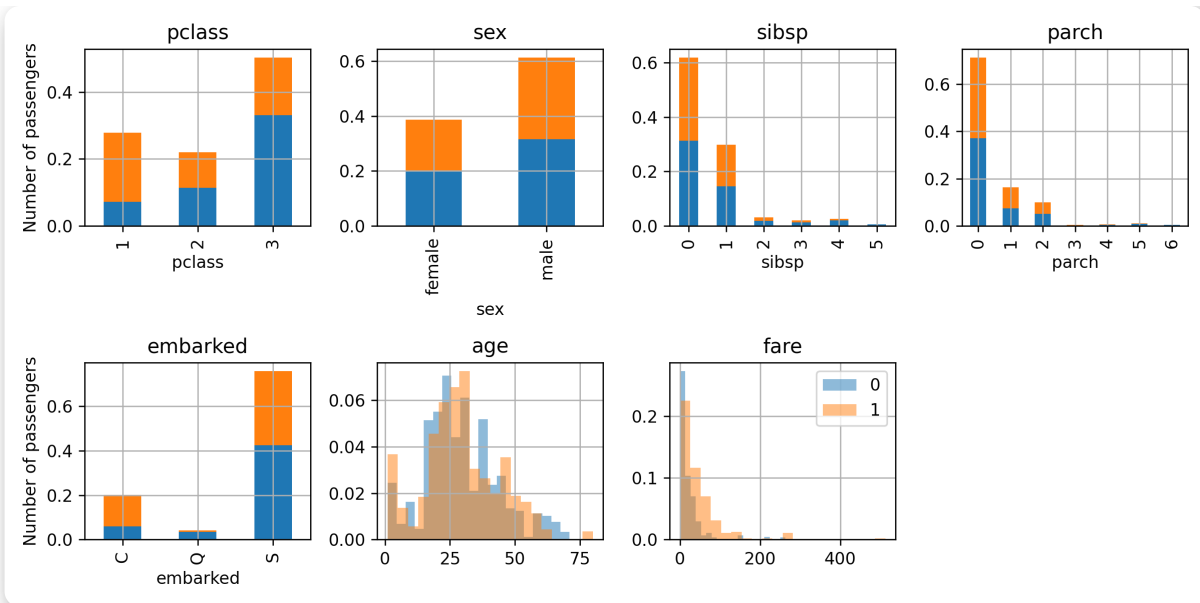 pclass
Number of passengers
0.4
0.2
0.0
1 2 3
pclass
sex
0.6
0.4
0.2
0.0
female male
sex
sibsp
0.6
0.4
0.2
0.0
0 1 2 3 4 5
sibsp
parch
0.6
0.4
0.2
0.0
0 1 2 3 4 5 6
parch
embarked
Number of passengers
0.6
0.4
0.2
0.0
C Q S
embarked
age
0.06
0.04
0.02
0.00
0 25 50 75
fare
0
1
0.2
0.1
0.0
0 200 400